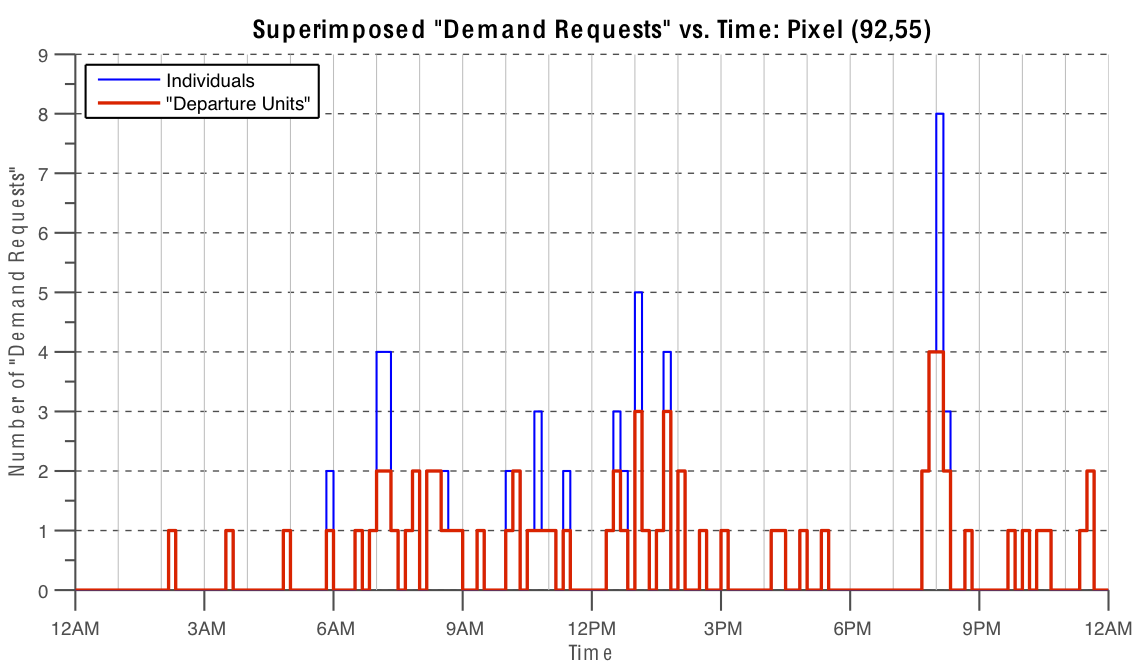 Superimposed "Demand Requests" vs. Time: Pixel (92,55)
Individuals
"Departure Units"
Number of "Demand Requests"
9
8
7
6
5
4
3
2
1
0
12AM 3AM 6AM 9AM 12PM 3PM 6PM 9PM 12AM
Time